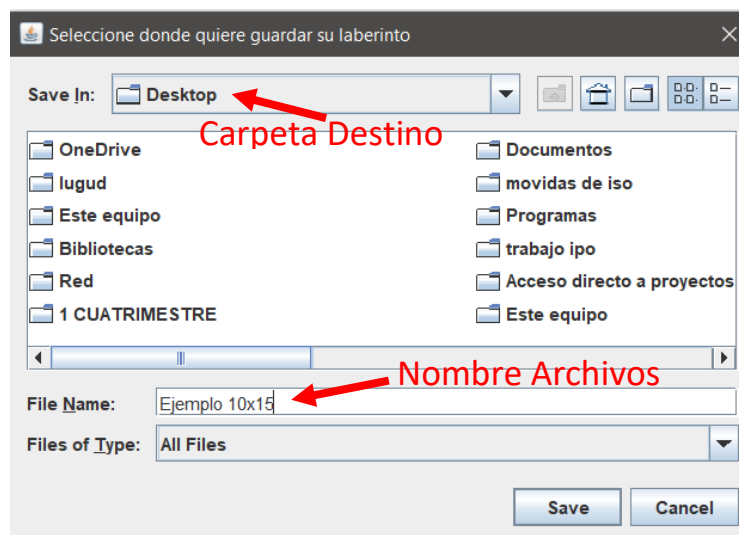 Seleccione donde quiere guardar su laberinto
Save In: Desktop
Carpeta Destino
OneDrive
lugud
Este equipo
Bibliotecas
Red
1 CUATRIMESTRE
Documentos
movidas de iso
Programas
trabajo ipo
Acceso directo a proyectos
Este equipo
Nombre Archivos
File Name: Ejemplo 10x15
Files of Type: All Files
Save Cancel